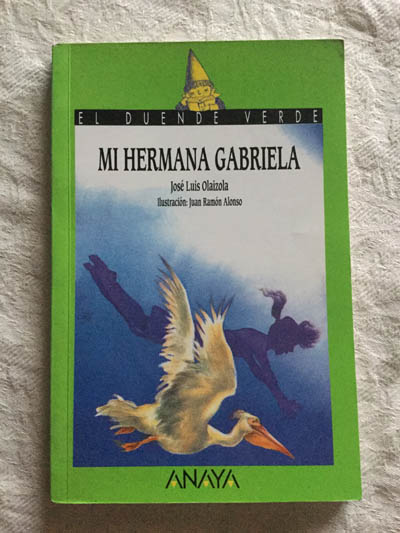 EL DUENDE VERDE
MI HERMANA GABRIELA
José Luis Olaizola
Ilustración: Juan Ramón Alonso
ANAYA